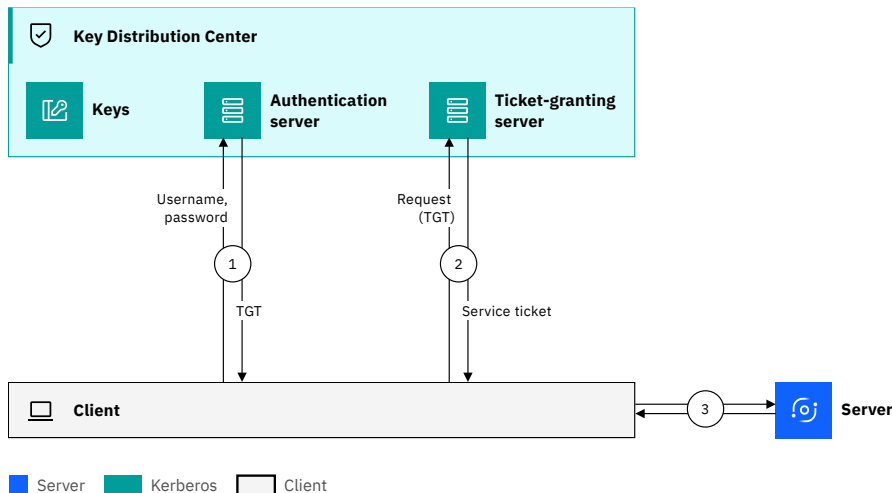 Key Distribution Center
Keys
Authentication
server
Ticket-granting
server
Username,
password
Request
(TGT)
1
2
TGT
Service ticket
Client
3
Server
Server
Kerberos
Client